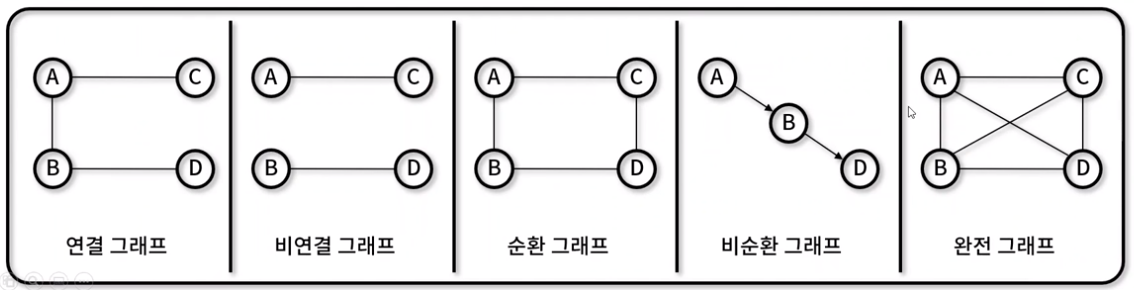 A C
B D
연결 그래프
A C
B D
비연결 그래프
A C
B D
순환 그래프
A
B
D
비순환 그래프
A C
B D
완전 그래프